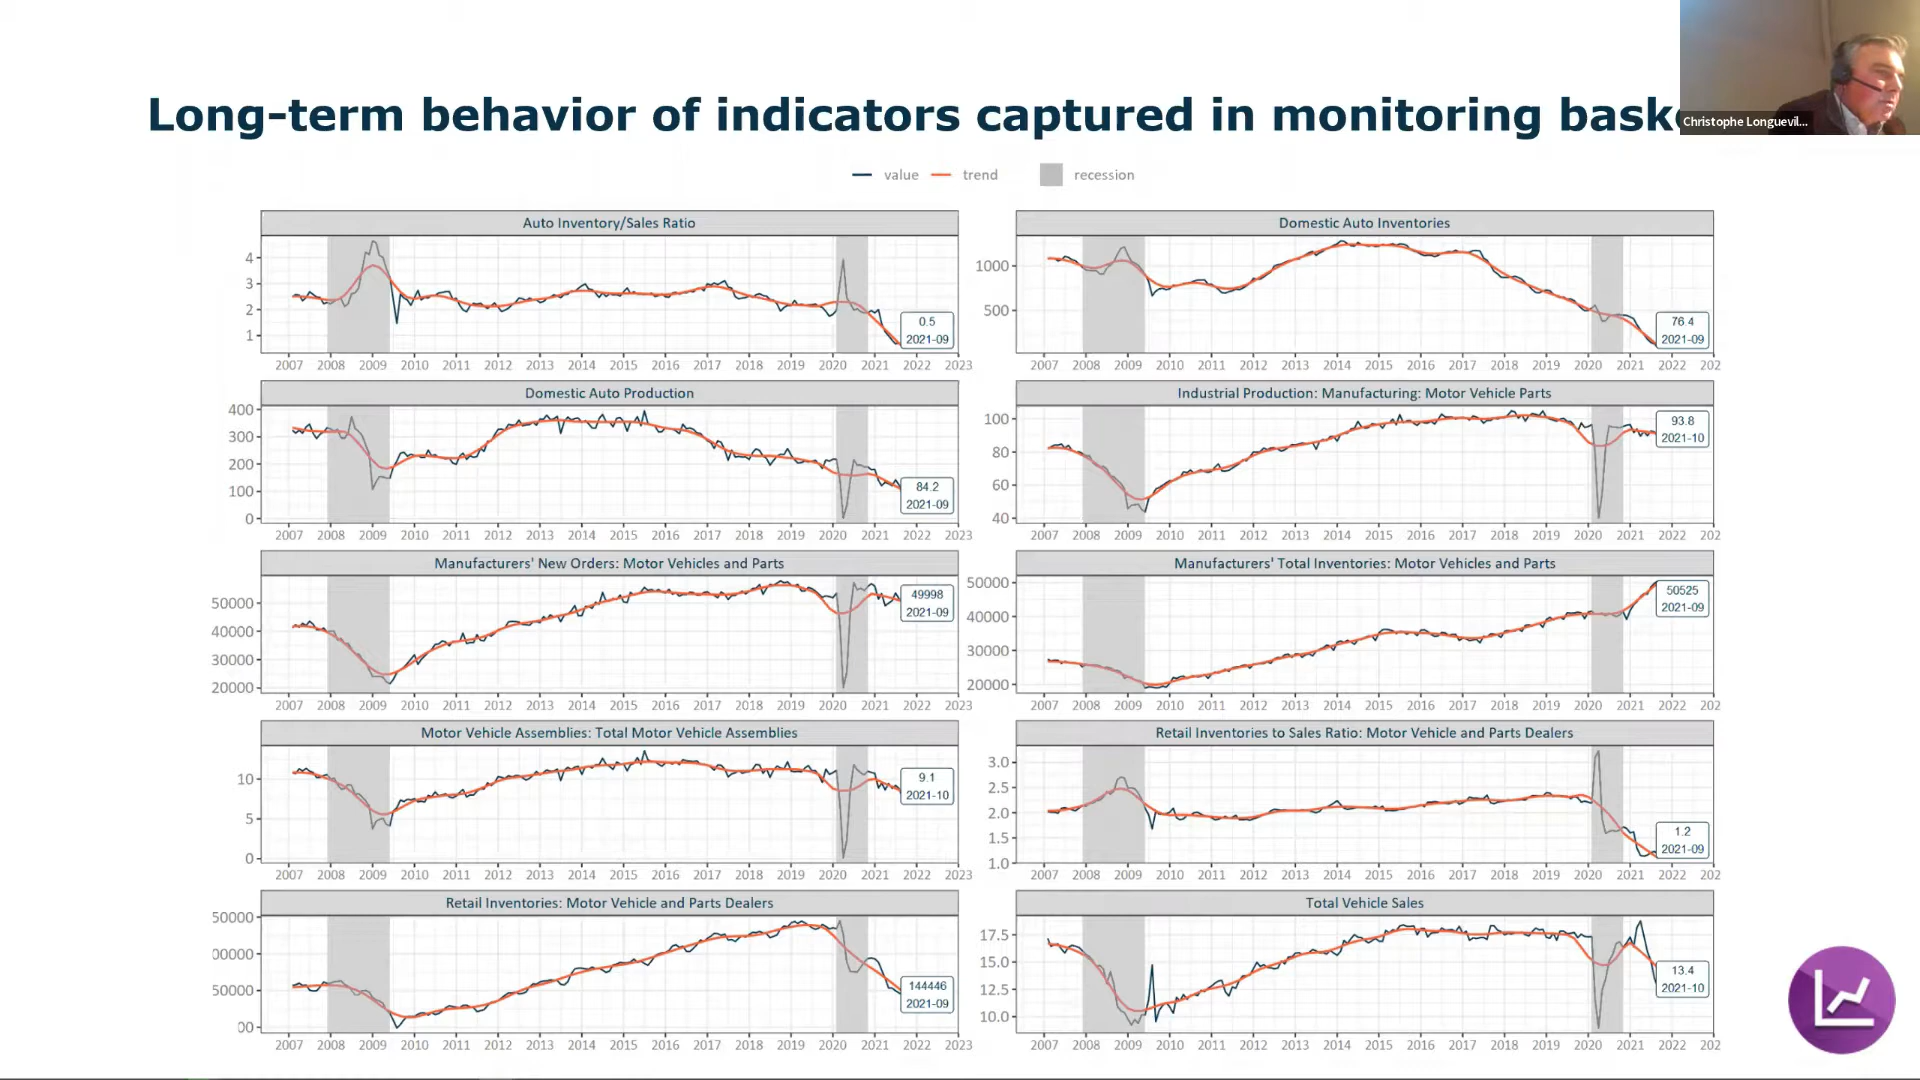 Long-term behavior of indicators captured in monitoring bask
Christophe Longuevil...
value trend recession
Auto Inventory/Sales Ratio
4
3
2
1
0.5
2021-09
2007 2008 2009 2010 2011 2012 2013 2014 2015 2016 2017 2018 2019 2020 2021 2022 2023
Domestic Auto Inventories
1000
500
76.4
2021-09
2007 2008 2009 2010 2011 2012 2013 2014 2015 2016 2017 2018 2019 2020 2021 2022 202
Domestic Auto Production
400
300
200
100
0
84.2
2021-09
2007 2008 2009 2010 2011 2012 2013 2014 2015 2016 2017 2018 2019 2020 2021 2022 2023
Industrial Production: Manufacturing: Motor Vehicle Parts
100
80
60
40
93.8
2021-10
2007 2008 2009 2010 2011 2012 2013 2014 2015 2016 2017 2018 2019 2020 2021 2022 202
Manufacturers' New Orders: Motor Vehicles and Parts
50000
40000
30000
20000
49998
2021-09
2007 2008 2009 2010 2011 2012 2013 2014 2015 2016 2017 2018 2019 2020 2021 2022 2023
Manufacturers' Total Inventories: Motor Vehicles and Parts
50000
40000
30000
20000
50525
2021-09
2007 2008 2009 2010 2011 2012 2013 2014 2015 2016 2017 2018 2019 2020 2021 2022 202
Motor Vehicle Assemblies: Total Motor Vehicle Assemblies
10
5
0
9.1
2021-10
2007 2008 2009 2010 2011 2012 2013 2014 2015 2016 2017 2018 2019 2020 2021 2022 2023
Retail Inventories to Sales Ratio: Motor Vehicle and Parts Dealers
3.0
2.5
2.0
1.5
1.0
1.2
2021-09
2007 2008 2009 2010 2011 2012 2013 2014 2015 2016 2017 2018 2019 2020 2021 2022 202
Retail Inventories: Motor Vehicle and Parts Dealers
50000
00000
50000
00
144446
2021-09
2007 2008 2009 2010 2011 2012 2013 2014 2015 2016 2017 2018 2019 2020 2021 2022 2023
Total Vehicle Sales
17.5
15.0
12.5
10.0
13.4
2021-10
2007 2008 2009 2010 2011 2012 2013 2014 2015 2016 2017 2018 2019 2020 2021 2022 202